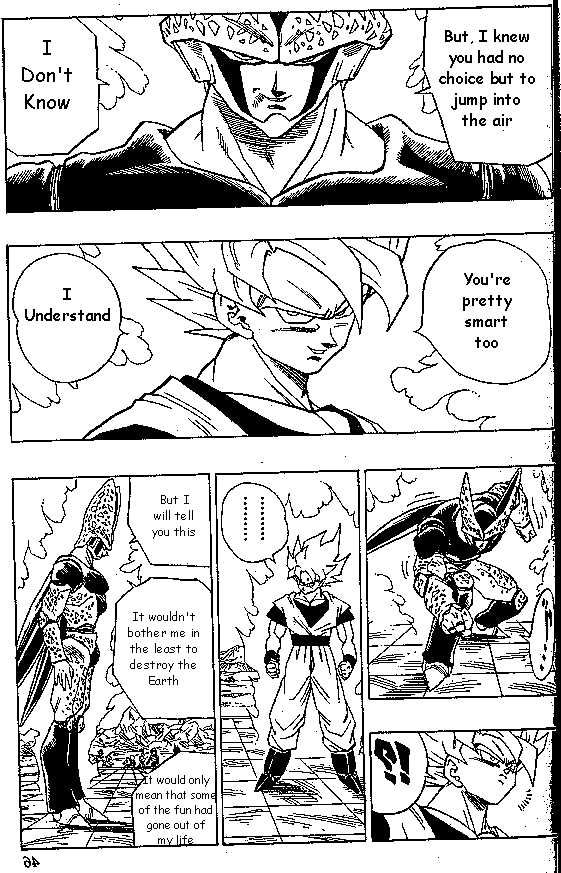 I
Don't
Know
But, I knew
you had no
choice but to
jump into
the air
I
Understand
You're
pretty
smart
too
But I
will tell
you this
It wouldn't
bother me in
the least to
destroy the
Earth
It would only
mean that some
of the fun had
gone out of
my life
?!
46